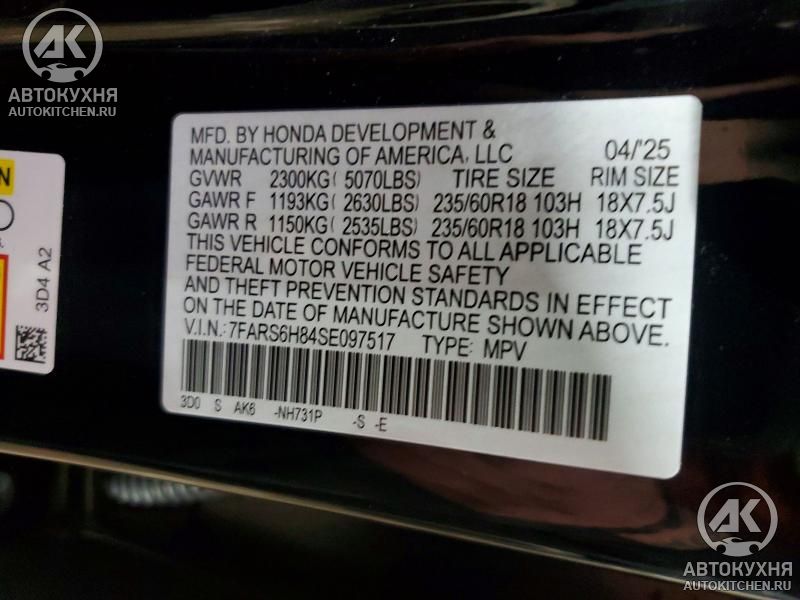 AK
АВТОКУХНЯ
AUTOKITCHEN.RU
MFD. BY HONDA DEVELOPMENT &
MANUFACTURING OF AMERICA, LLC 04/'25
GVWR 2300KG( 5070LBS) TIRE SIZE RIM SIZE
GAWR F 1193KG( 2630LBS) 235/60R18 103H 18X7.5J
GAWR R 1150KG( 2535LBS) 235/60R18 103H 18X7.5J
THIS VEHICLE CONFORMS TO ALL APPLICABLE
FEDERAL MOTOR VEHICLE SAFETY
AND THEFT PREVENTION STANDARDS IN EFFECT
ON THE DATE OF MANUFACTURE SHOWN ABOVE.
V.I.N.:7FARS6H84SE097517 TYPE: MPV
3D0 S AK6 -NH731P -S -E
3D4 A2
AK
АВТОКУХНЯ
AUTOKITCHEN.RU